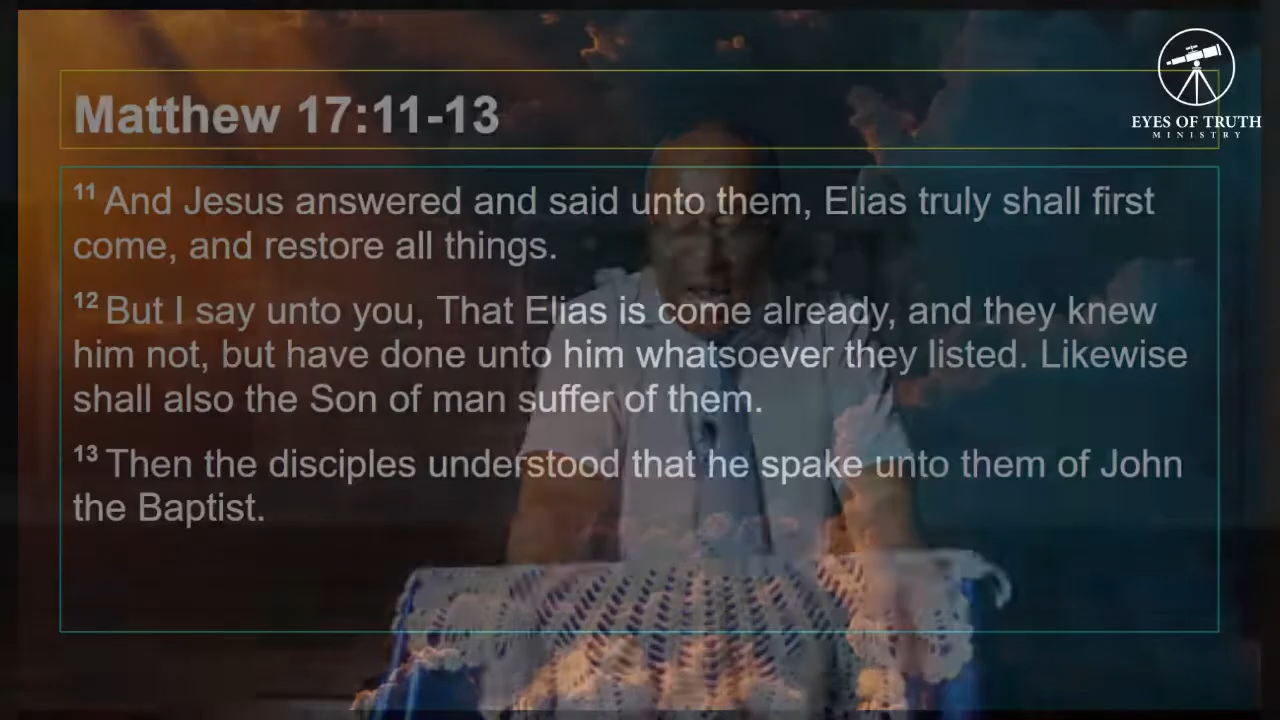 EYES OF TRUTH
MINISTRY
Matthew 17:11-13
11 And Jesus answered and said unto them, Elias truly shall first
come, and restore all things.
12 But I say unto you, That Elias is come already, and they knew
him not, but have done unto him whatsoever they listed. Likewise
shall also the Son of man suffer of them.
13 Then the disciples understood that he spake unto them of John
the Baptist.